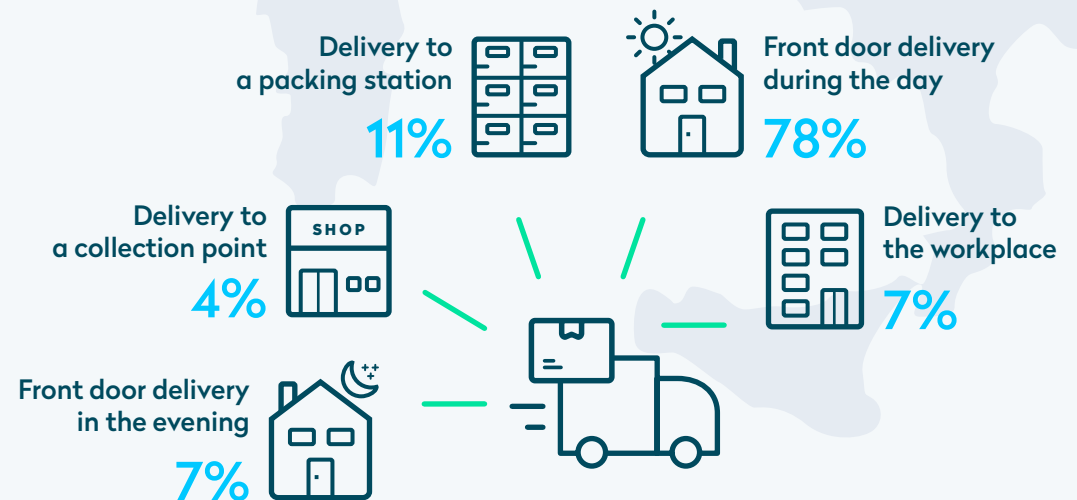 Delivery to
a packing station
11%
Front door delivery
during the day
78%
Delivery to
a collection point
4%
SHOP
Delivery to
the workplace
7%
Front door delivery
in the evening
7%